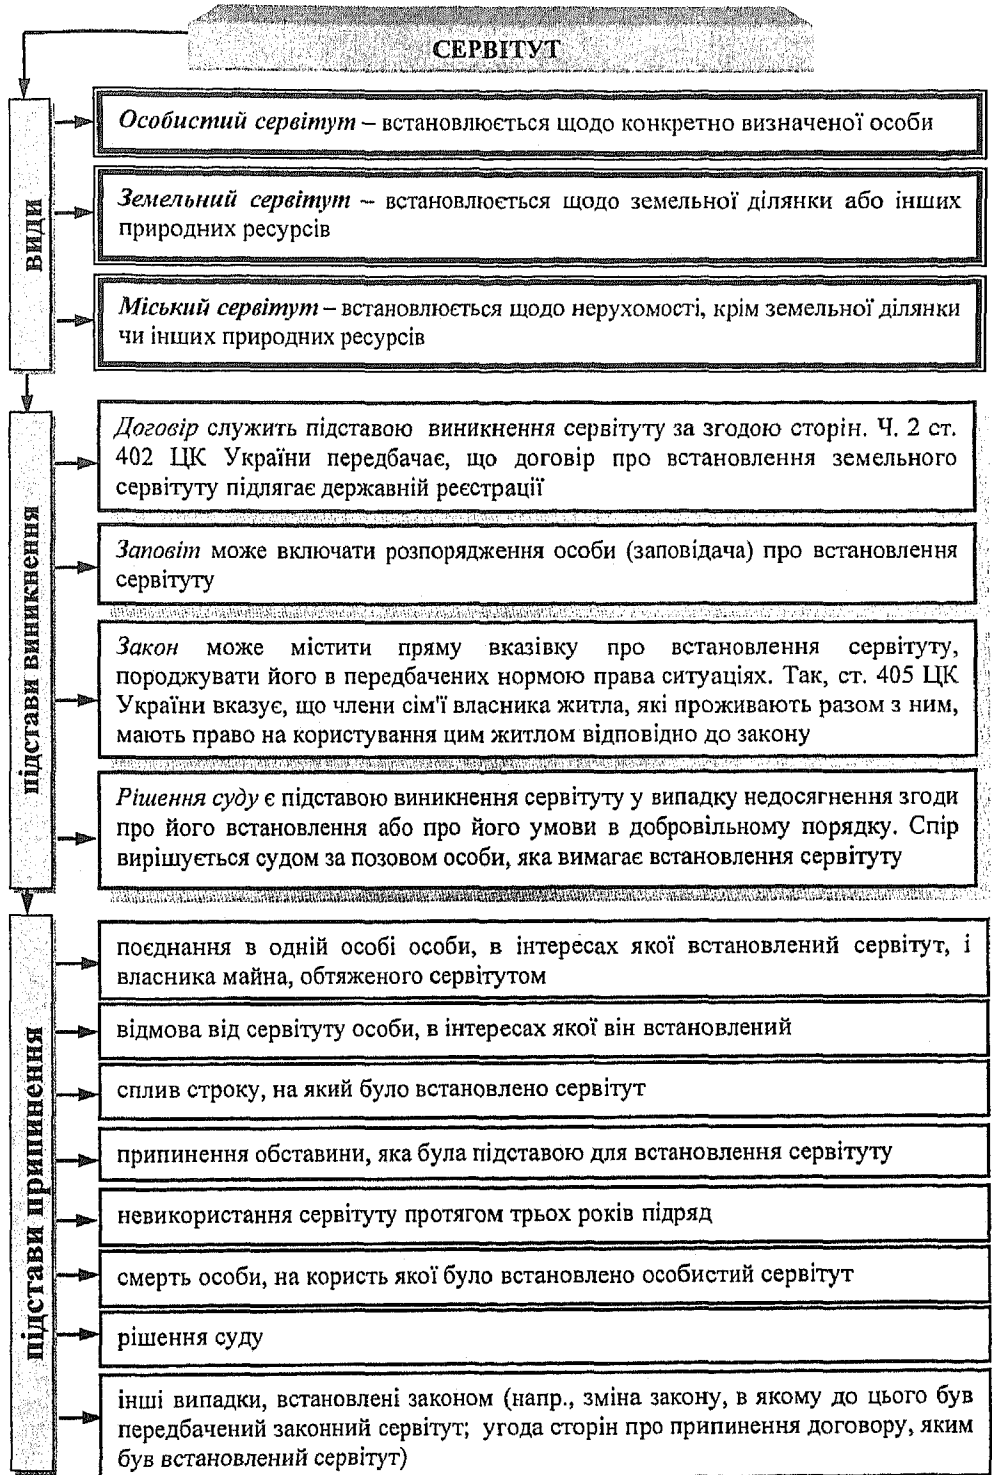 СЕРВІТУТ
види
Особистий сервітут – встановлюється щодо конкретно визначеної особи
Земельний сервітут – встановлюється щодо земельної ділянки або інших
природних ресурсів
Міський сервітут – встановлюється щодо нерухомості, крім земельної ділянки
чи інших природних ресурсів
підстави виникнення
Договір служить підставою виникнення сервітуту за згодою сторін. Ч. 2 ст.
402 ЦК України передбачає, що договір про встановлення земельного
сервітуту підлягає державній реєстрації
Заповіт може включати розпорядження особи (заповідача) про встановлення
сервітуту
Закон може містити пряму вказівку про встановлення сервітуту,
породжувати його в передбачених нормою права ситуаціях. Так, ст. 405 ЦК
України вказує, що члени сім'ї власника житла, які проживають разом з ним,
мають право на користування цим житлом відповідно до закону
Рішення суду є підставою виникнення сервітуту у випадку недосягнення згоди
про його встановлення або про його умови в добровільному порядку. Спір
вирішується судом за позовом особи, яка вимагає встановлення сервітуту
підстави припинення
поєднання в одній особі особи, в інтересах якої встановлений сервітут, і
власника майна, обтяженого сервітутом
відмова від сервітуту особи, в інтересах якої він встановлений
сплив строку, на який було встановлено сервітут
припинення обставини, яка була підставою для встановлення сервітуту
невикористання сервітуту протягом трьох років підряд
смерть особи, на користь якої було встановлено особистий сервітут
рішення суду
інші випадки, встановлені законом (напр., зміна закону, в якому до цього був
передбачений законний сервітут; угода сторін про припинення договору, яким
був встановлений сервітут)